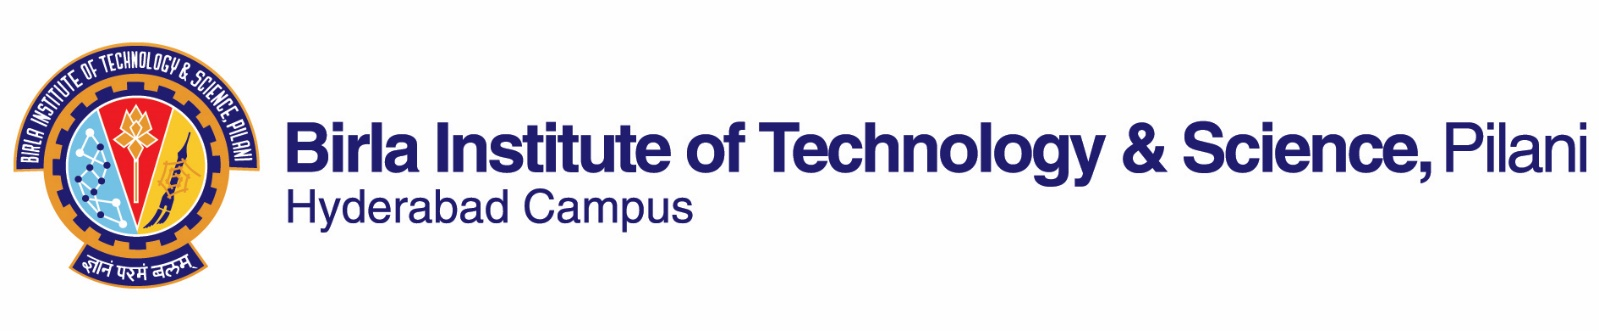 BIRLA INSTITUTE OF TECHNOLOGY & SCIENCE, PILANI
ज्ञानं परमं बलम्
Birla Institute of Technology & Science, Pilani
Hyderabad Campus